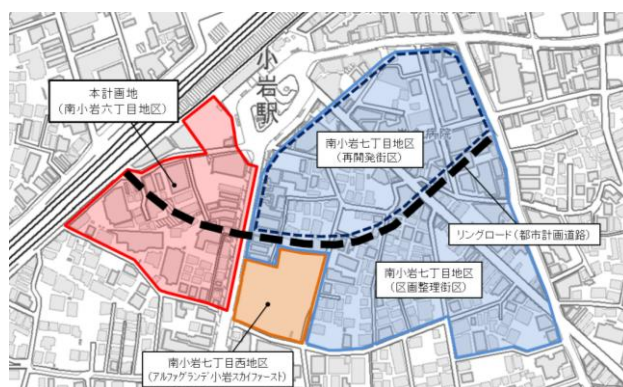 小岩駅
本計画地
(南小岩六丁目地区)
南小岩七丁目地区
(再開発街区)
病院
リングロード(都市計画道路)
南小岩七丁目地区
(区画整理街区)
南小岩七丁目西地区
(アルファグランデ小岩スカイファースト)